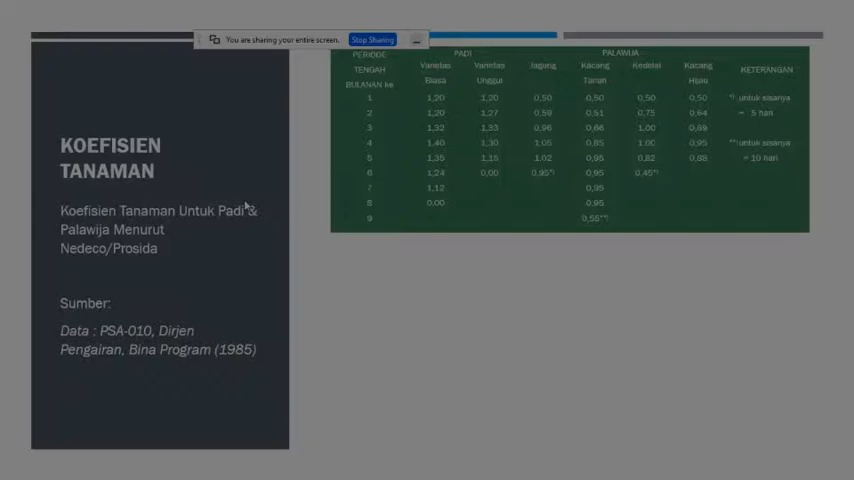 You are sharing your entire screen. Stop Sharing
KOEFISIEN
TANAMAN
Koefisien Tanaman Untuk Padi &
Palawija Menurut
Nedeco/Prosida
Sumber:
Data : PSA-010, Dirjen
Pengairan, Bina Program (1985)
PERIODE PADI PALAWIJA
TENGAH Varietas Varietas Jagung Kacang Kedelai Kacang KETERANGAN
BULANAN ke Biasa Unggul Tanah Hijau
1 1,20 1,20 0,50 0,50 0,50 0,50 *) untuk sisanya
2 1,20 1,27 0,59 0,51 0,75 0,64 = 5 hari
3 1,32 1,33 0,96 0,66 1,00 0,89
4 1,40 1,30 1,05 0,85 1,00 0,95 **)untuk sisanya
5 1,35 1,15 1,02 0,95 0,82 0,88 = 10 hari
6 1,24 0,00 0,95*) 0,95 0,45*)
7 1,12 0,95
8 0,00 0,95
9 0,55**)